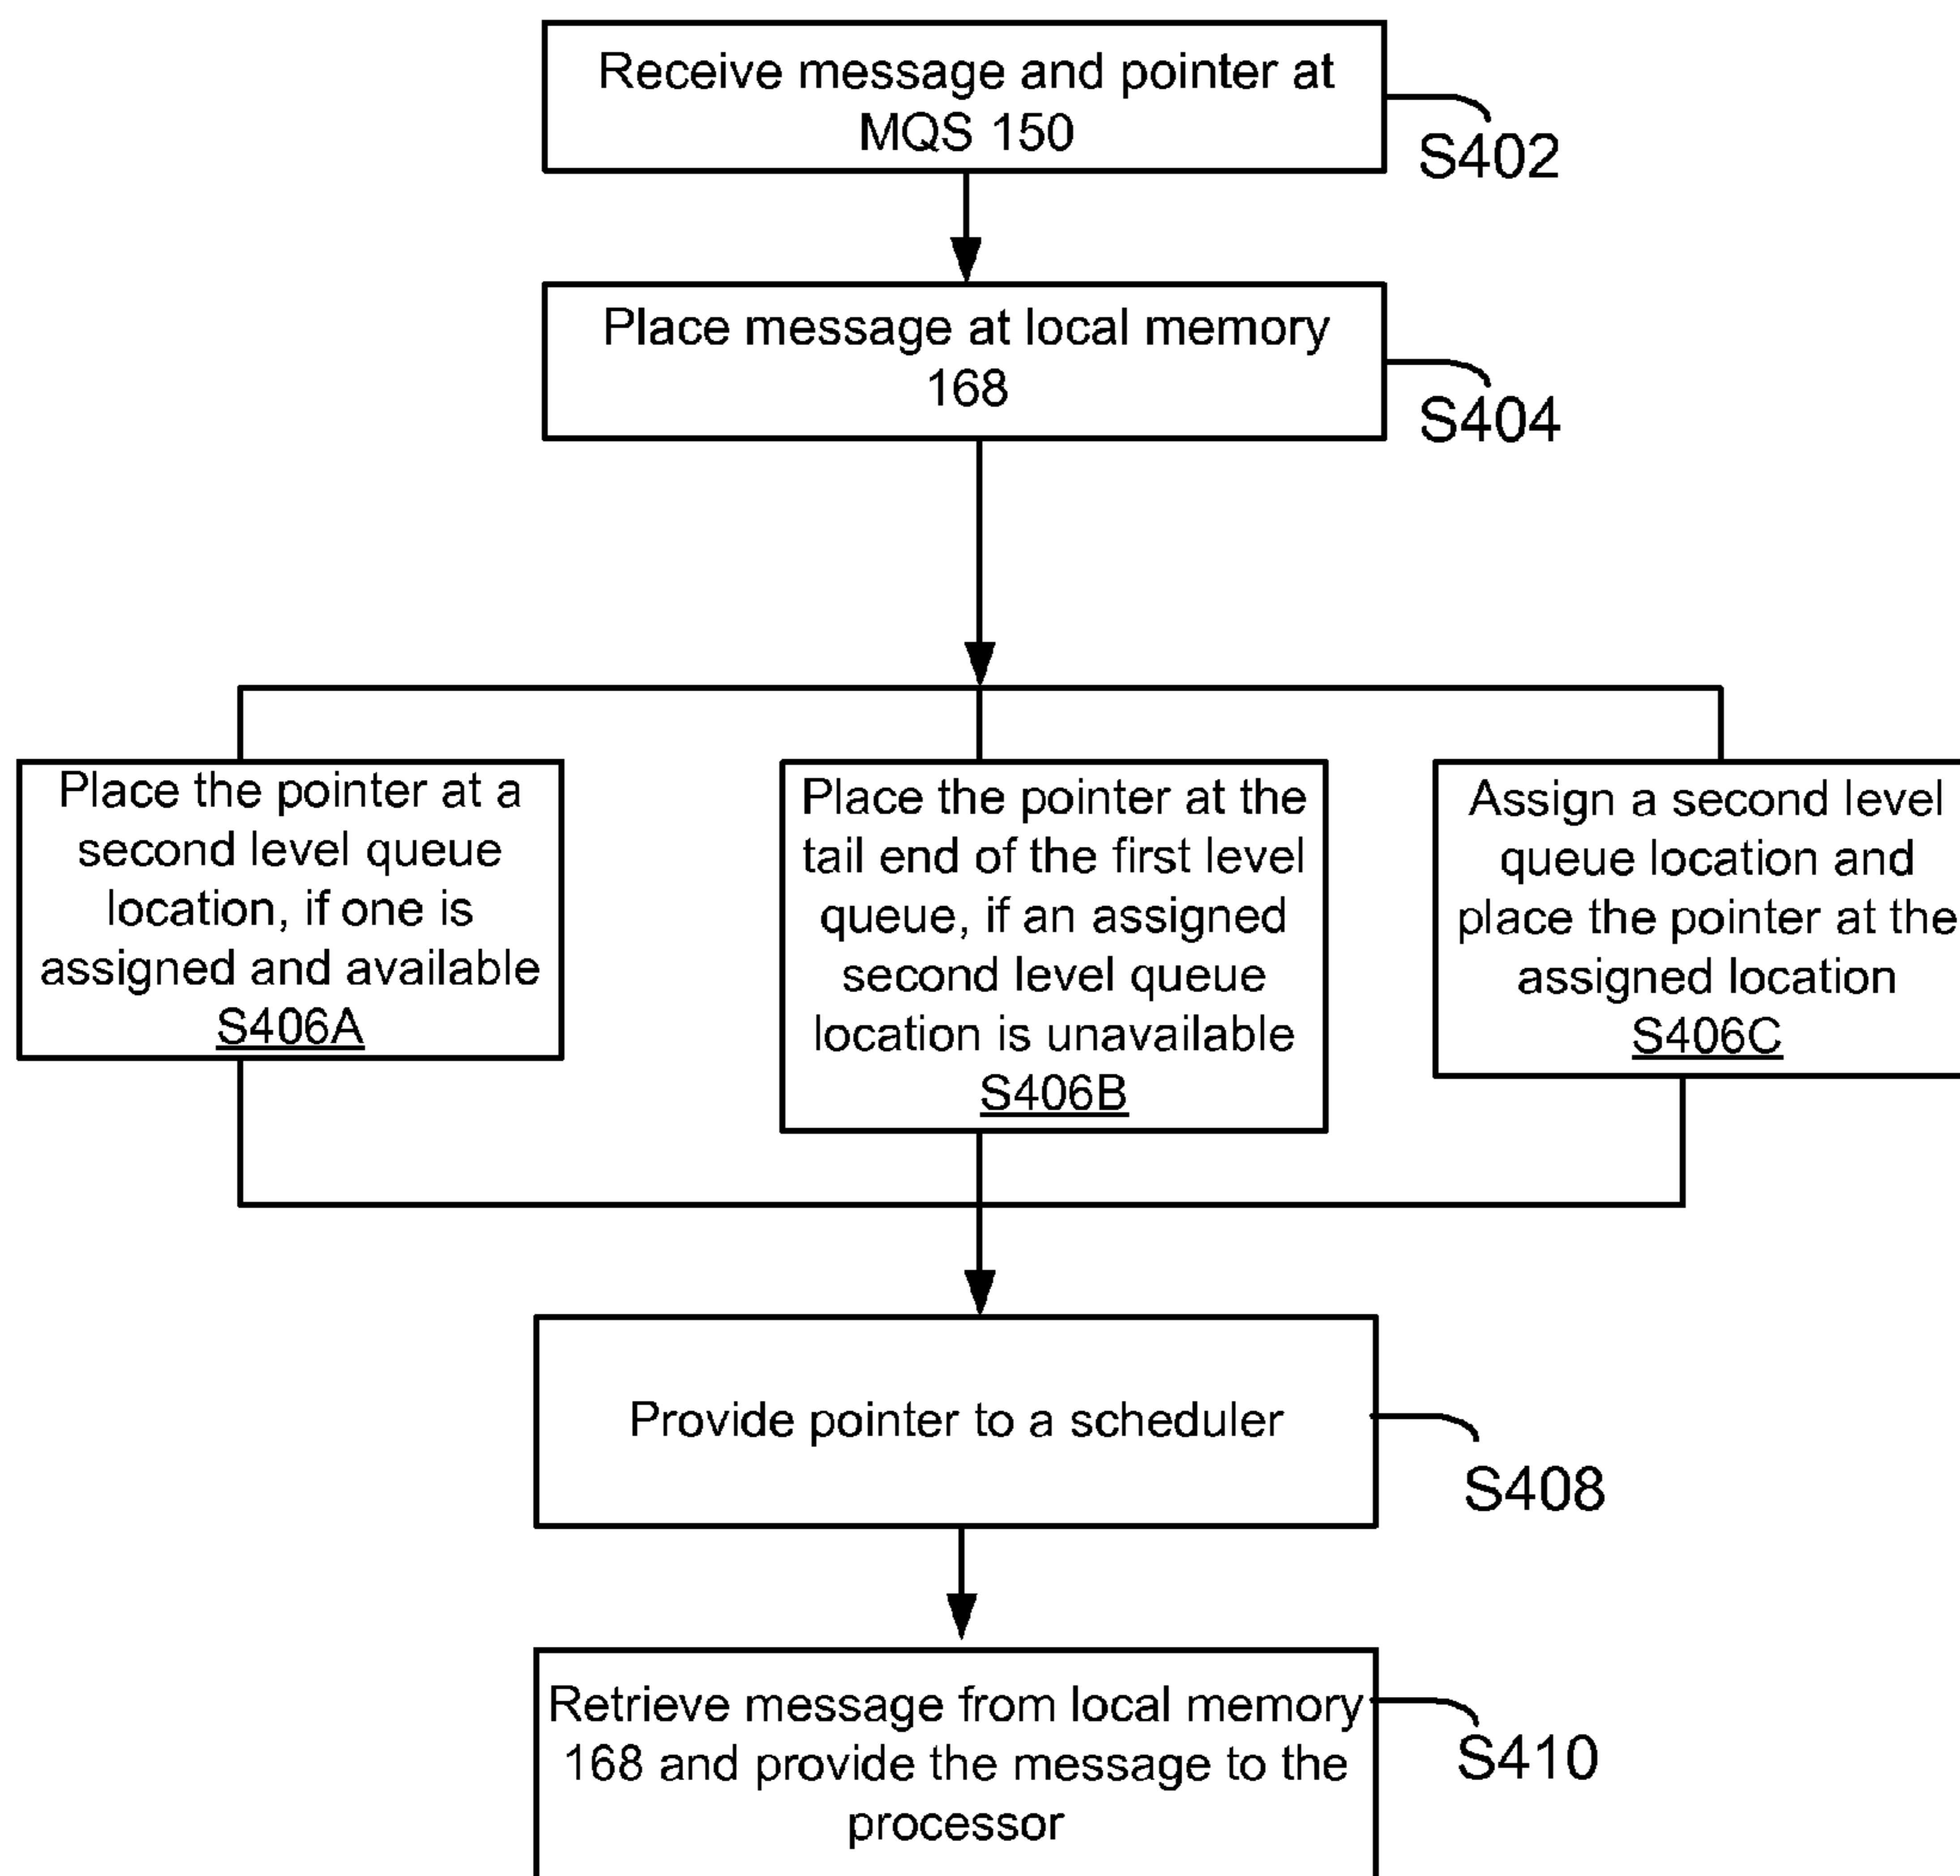 Receive message and pointer at
MQS 150
S402
Place message at local memory
168
S404
Place the pointer at a
second level queue
location, if one is
assigned and available
S406A
Place the pointer at the
tail end of the first level
queue, if an assigned
second level queue
location is unavailable
S406B
Assign a second level
queue location and
place the pointer at the
assigned location
S406C
Provide pointer to a scheduler
S408
Retrieve message from local memory
168 and provide the message to the
processor
S410